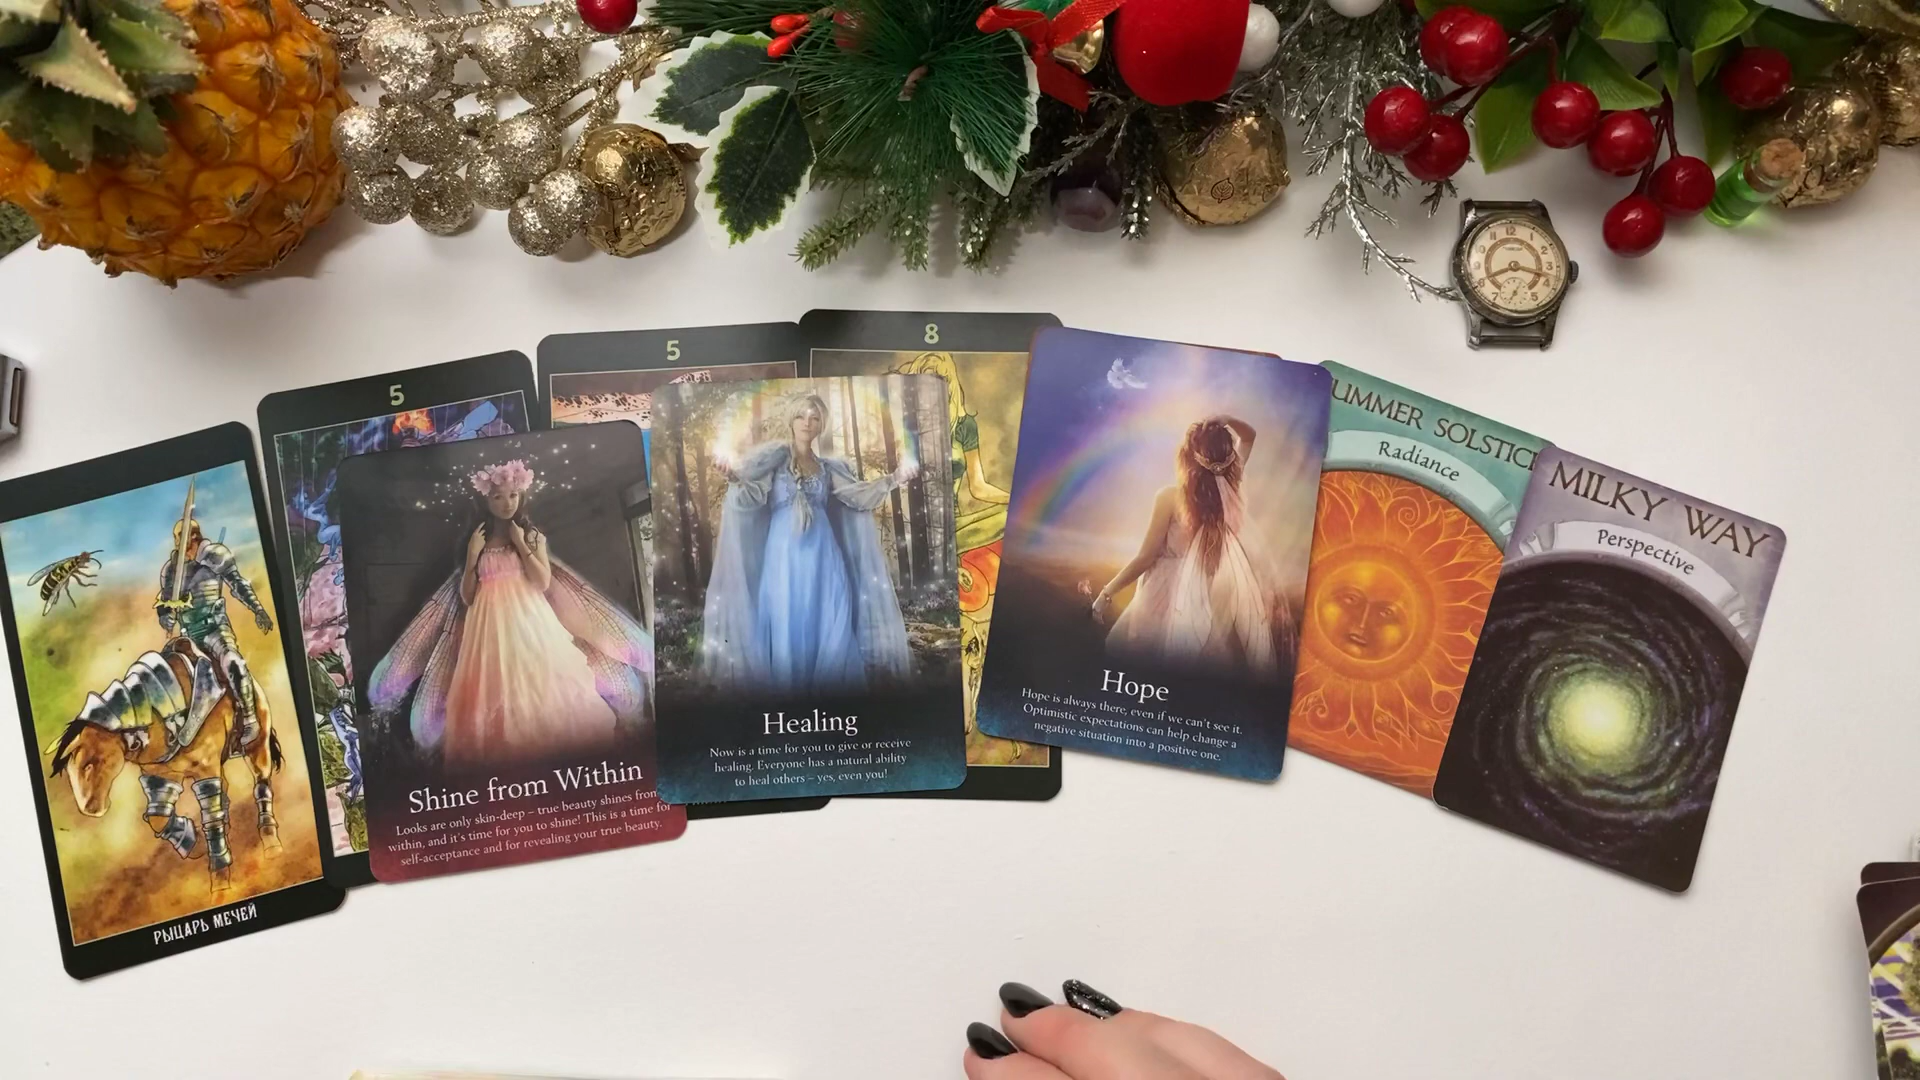 РЫЦАРЬ МЕЧЕЙ
5
Shine from Within
Looks are only skin-deep – true beauty shines from
within, and it's time for you to shine! This is a time for
self-acceptance and for revealing your true beauty.
5
Healing
Now is a time for you to give or receive
healing. Everyone has a natural ability
to heal others – yes, even you!
8
Hope
Hope is always there, even if we can't see it.
Optimistic expectations can help change a
negative situation into a positive one.
UMMER SOLSTIC
Radiance
MILKY WAY
Perspective